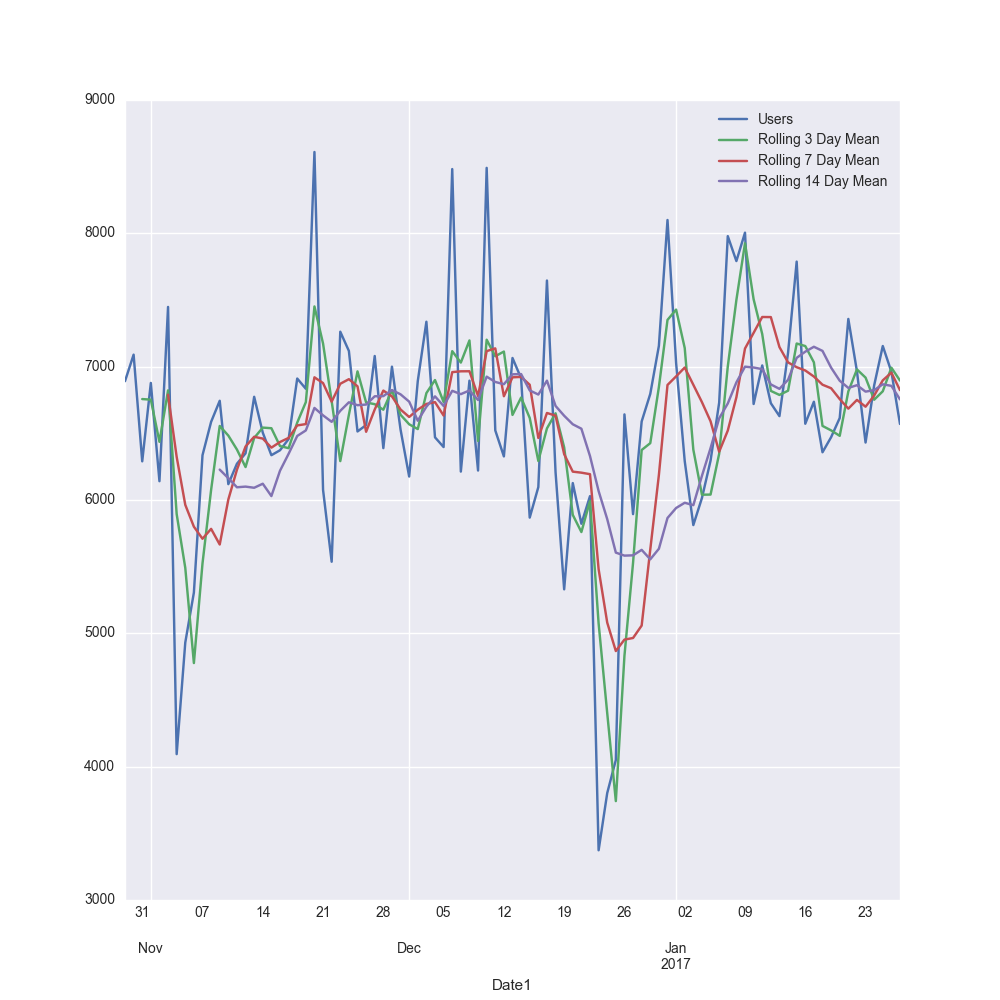 9000
8000
7000
6000
5000
4000
3000
Users
Rolling 3 Day Mean
Rolling 7 Day Mean
Rolling 14 Day Mean
31 07 14 21 28 05 12 19 26 02 09 16 23
Nov Dec Jan
2017
Date1